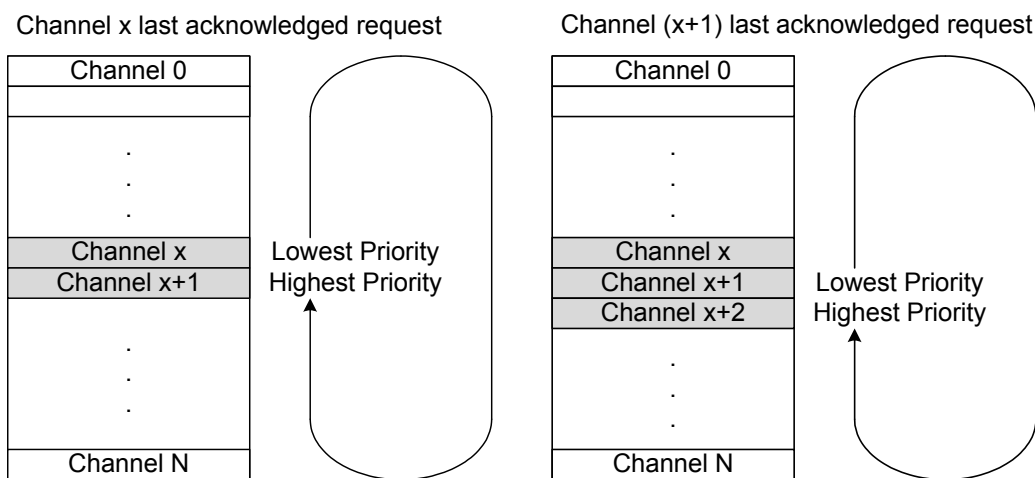 Channel x last acknowledged request
Channel 0
.
.
.
Channel x
Lowest Priority
Channel x+1
Highest Priority
.
.
.
Channel N
Channel (x+1) last acknowledged request
Channel 0
.
.
.
Channel x
Channel x+1
Lowest Priority
Channel x+2
Highest Priority
.
.
.
Channel N